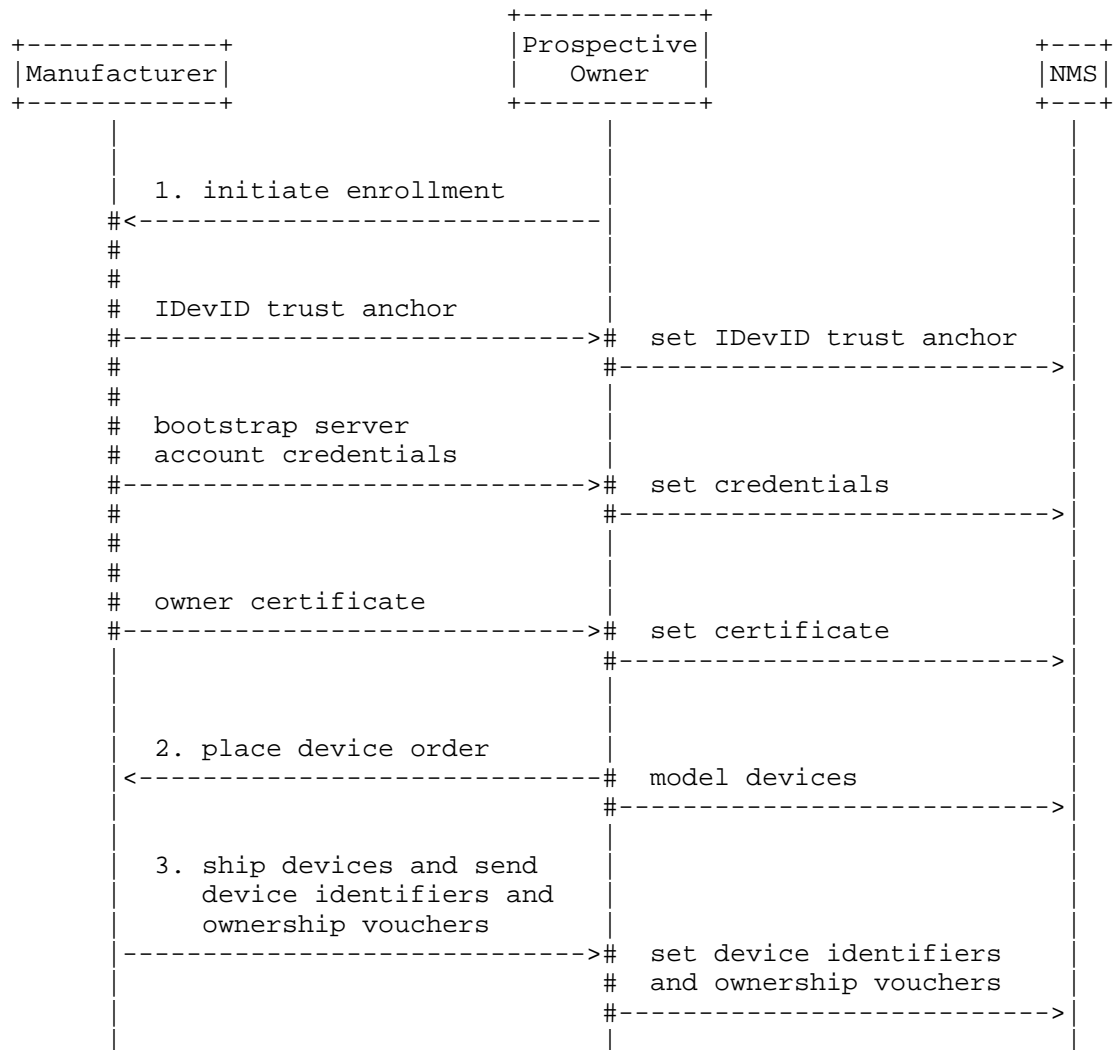 Prospective
Manufacturer Owner NMS
1. initiate enrollment
IDevID trust anchor
set IDevID trust anchor
bootstrap server
account credentials
set credentials
owner certificate
set certificate
2. place device order
model devices
3. ship devices and send
device identifiers and
ownership vouchers
set device identifiers
and ownership vouchers